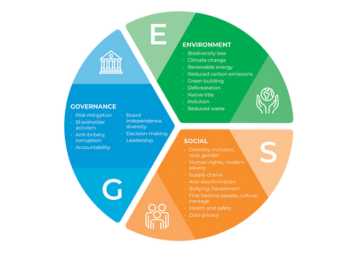 E
ENVIRONMENT
- Biodiversity loss
- Climate change
- Renewable energy
- Reduced carbon emissions
- Green building
- Deforestation
- Native title
- Pollution
- Reduced waste
GOVERNANCE
- Risk mitigation
- Shareholder
activism
- Anti-bribery,
corruption
- Accountability
- Board
independence,
diversity
- Decision-making
- Leadership
G
SOCIAL
- Diversity, inclusion,
race, gender
- Human rights, modern
slavery
- Supply chains
- Anti-discrimination
- Bullying, harassment
- First Nations people, cultural
heritage
- Health and safety
- Data privacy
S